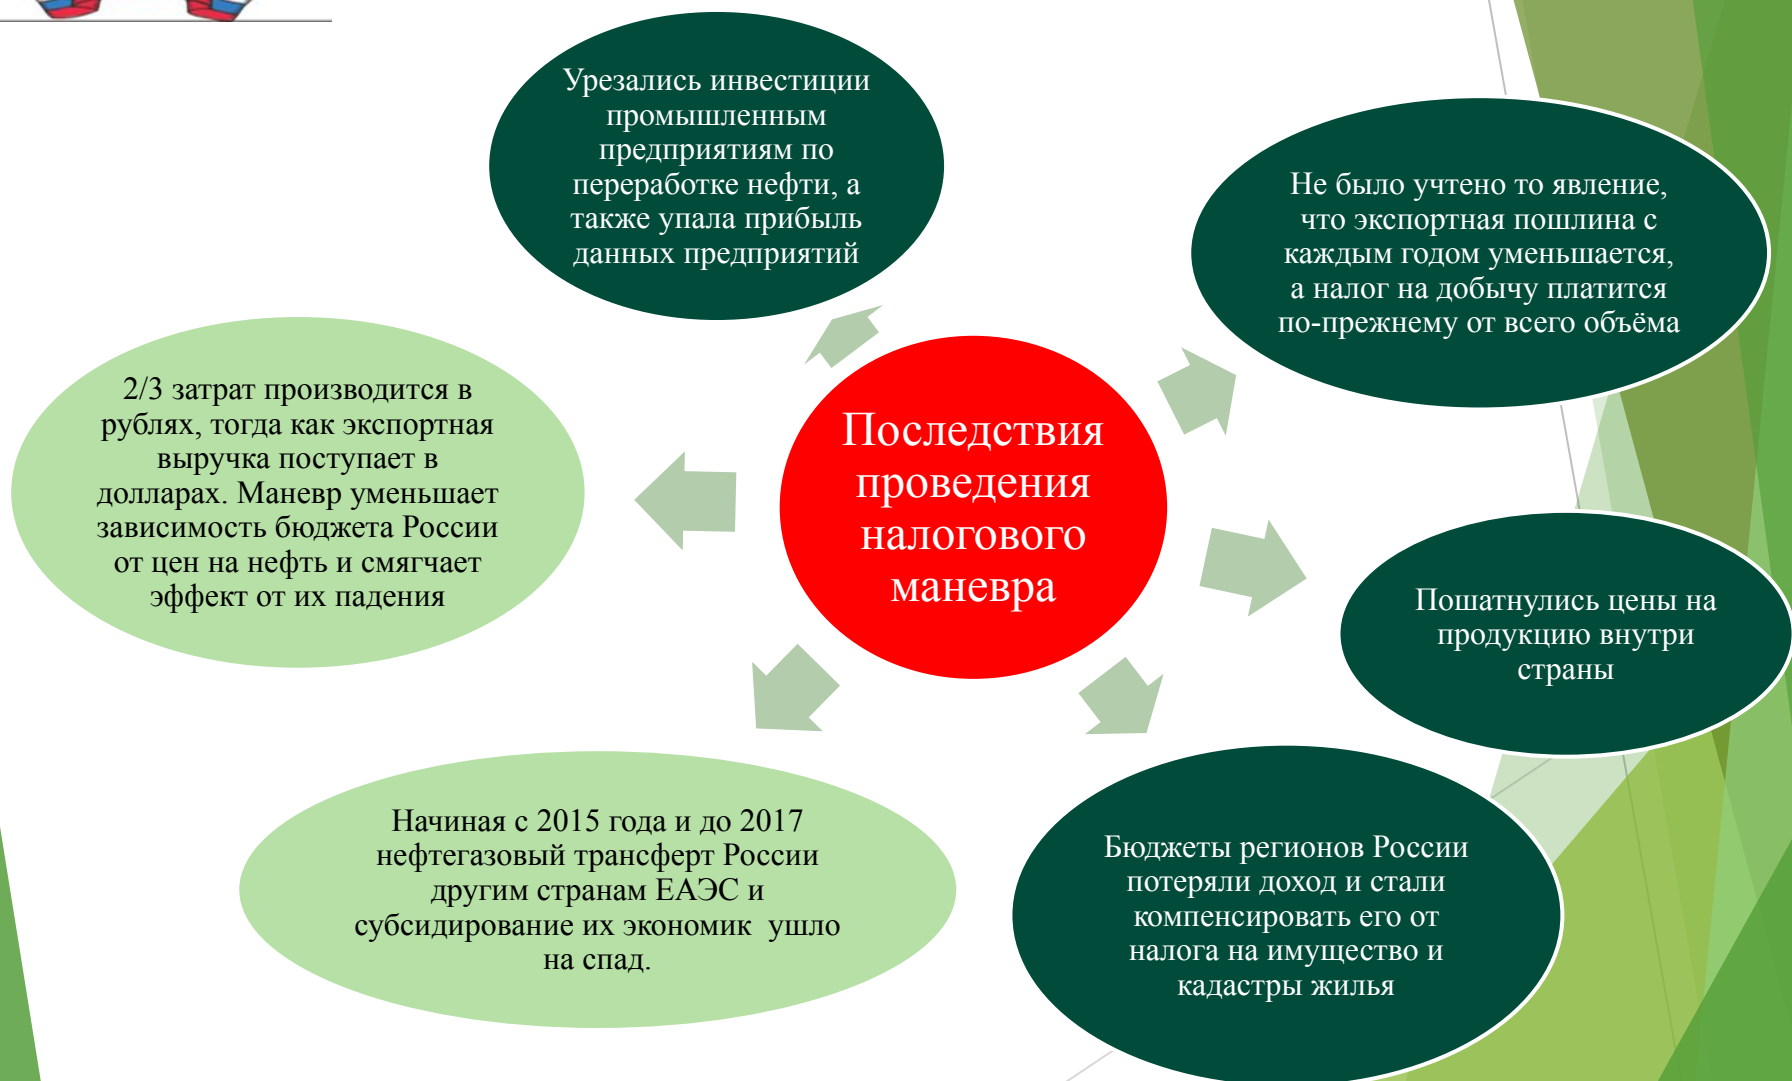 Урезались инвестиции
промышленным
предприятиям по
переработке нефти, а
также упала прибыль
данных предприятий
Не было учтено то явление,
что экспортная пошлина с
каждым годом уменьшается,
а налог на добычу платится
по-прежнему от всего объёма
2/3 затрат производится в
рублях, тогда как экспортная
выручка поступает в
долларах. Маневр уменьшает
зависимость бюджета России
от цен на нефть и смягчает
эффект от их падения
Последствия
проведения
налогового
маневра
Пошатнулись цены на
продукцию внутри
страны
Начиная с 2015 года и до 2017
нефтегазовый трансферт России
другим странам ЕАЭС и
субсидирование их экономик  ушло
на спад.
Бюджеты регионов России
потеряли доход и стали
компенсировать его от
налога на имущество и
кадастры жилья